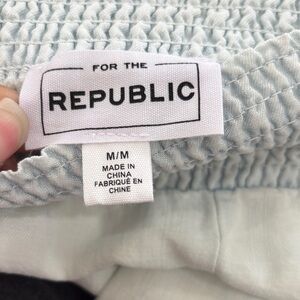 FOR THE
REPUBLIC
M/M
MADE IN
CHINA
FABRIQUÉ EN
CHINE